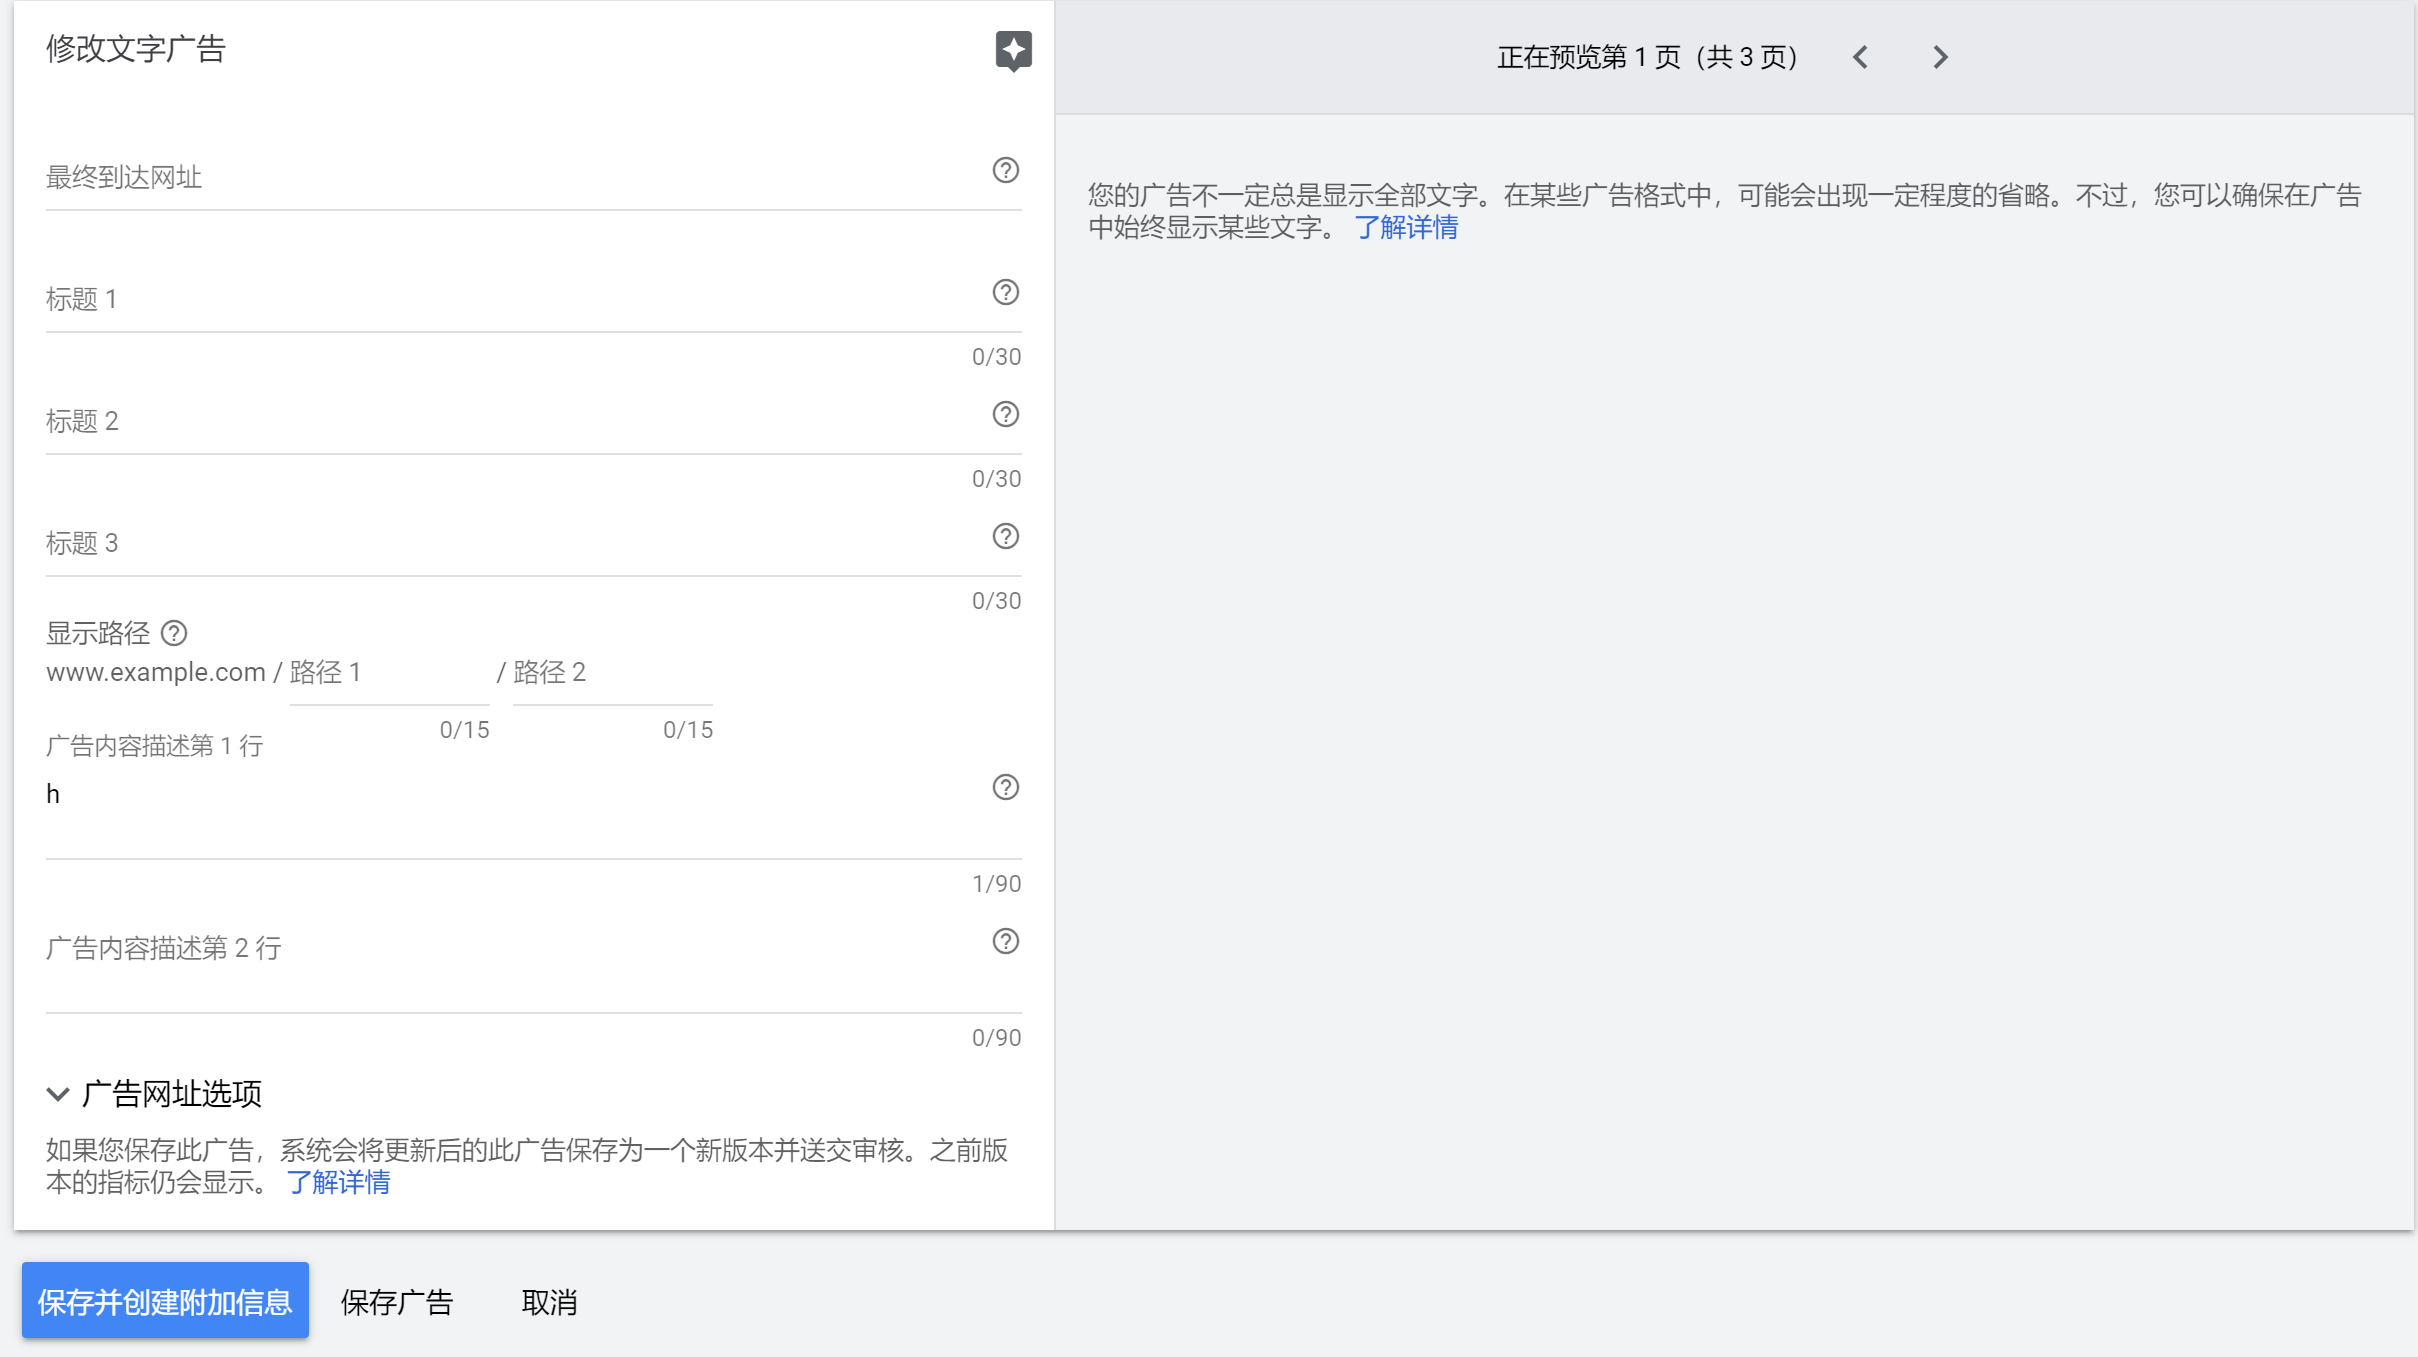 修改文字广告
正在预览第 1 页（共 3 页）
最终到达网址
您的广告不一定总是显示全部文字。在某些广告格式中，可能会出现一定程度的省略。不过，您可以确保在广告
中始终显示某些文字。 了解详情
标题 1
0/30
标题 2
0/30
标题 3
0/30
显示路径
www.example.com / 路径 1 / 路径 2
0/15 0/15
广告内容描述第 1 行
h
1/90
广告内容描述第 2 行
0/90
广告网址选项
如果您保存此广告，系统会将更新后的此广告保存为一个新版本并送交审核。之前版
本的指标仍会显示。 了解详情
保存并创建附加信息 保存广告 取消